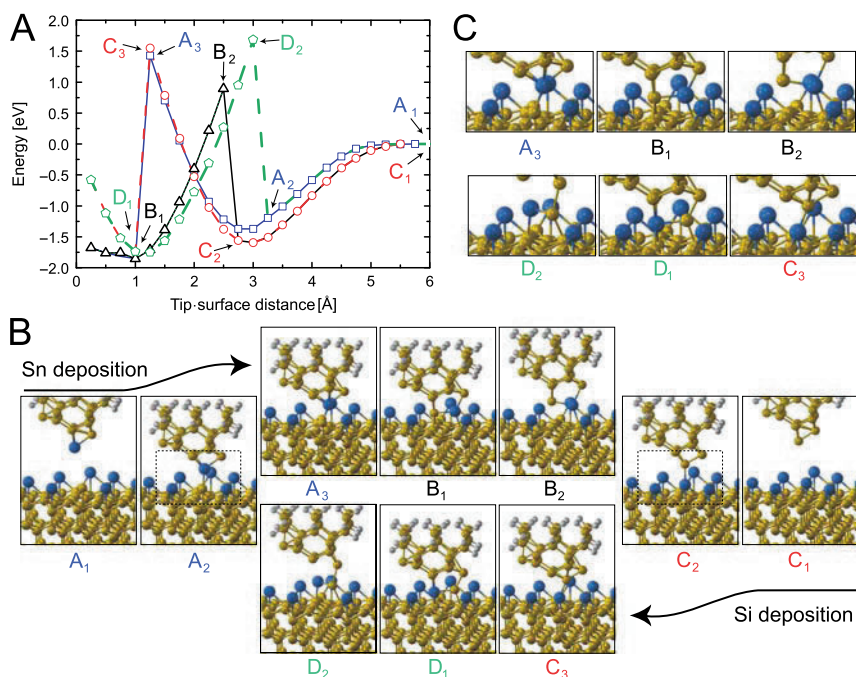 A
Energy [eV]
2.0
1.5
1.0
0.5
0.0
−0.5
−1.0
−1.5
−2.0
0 1 2 3 4 5 6
Tip·surface distance [Å]
C3
A3
B2
D2
A1
C1
D1
B1
A2
C2
C
A3 B1 B2
D2 D1 C3
B
Sn deposition
A1 A2
A3 B1 B2
C2 C1
D2 D1 C3
Si deposition